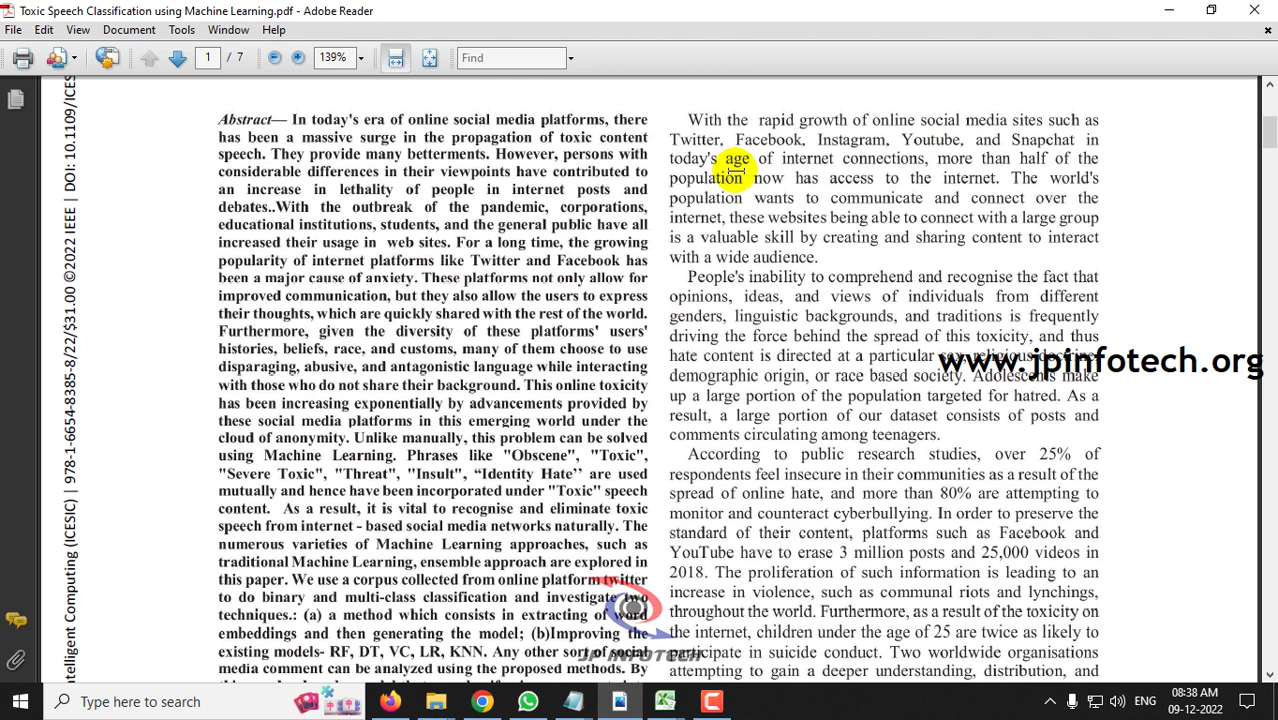 Toxic Speech Classification using Machine Learning.pdf - Adobe Reader
File Edit View Document Tools Window Help
1 / 7 139% Find
Intelligent Computing (ICESIC) | 978-1-6654-8385-8/22/$31.00 ©2022 IEEE | DOI: 10.1109/ICES
Abstract— In today's era of online social media platforms, there
has been a massive surge in the propagation of toxic content
speech. They provide many betterments. However, persons with
considerable differences in their viewpoints have contributed to
an increase in lethality of people in internet posts and
debates..With the outbreak of the pandemic, corporations,
educational institutions, students, and the general public have all
increased their usage in web sites. For a long time, the growing
popularity of internet platforms like Twitter and Facebook has
been a major cause of anxiety. These platforms not only allow for
improved communication, but they also allow the users to express
their thoughts, which are quickly shared with the rest of the world.
Furthermore, given the diversity of these platforms' users'
histories, beliefs, race, and customs, many of them choose to use
disparaging, abusive, and antagonistic language while interacting
with those who do not share their background. This online toxicity
has been increasing exponentially by advancements provided by
these social media platforms in this emerging world under the
cloud of anonymity. Unlike manually, this problem can be solved
using Machine Learning. Phrases like "Obscene", "Toxic",
"Severe Toxic", "Threat", "Insult", “Identity Hate’’ are used
mutually and hence have been incorporated under "Toxic" speech
content. As a result, it is vital to recognise and eliminate toxic
speech from internet - based social media networks naturally. The
numerous varieties of Machine Learning approaches, such as
traditional Machine Learning, ensemble approach are explored in
this paper. We use a corpus collected from online platform twitter
to do binary and multi-class classification and investigate two
techniques.: (a) a method which consists in extracting of word
embeddings and then generating the model; (b)Improving the
existing models- RF, DT, VC, LR, KNN. Any other sort of social
media comment can be analyzed using the proposed methods. By
With the rapid growth of online social media sites such as
Twitter, Facebook, Instagram, Youtube, and Snapchat in
today's age of internet connections, more than half of the
population now has access to the internet. The world's
population wants to communicate and connect over the
internet, these websites being able to connect with a large group
is a valuable skill by creating and sharing content to interact
with a wide audience.
People's inability to comprehend and recognise the fact that
opinions, ideas, and views of individuals from different
genders, linguistic backgrounds, and traditions is frequently
driving the force behind the spread of this toxicity, and thus
hate content is directed at a particular sex, religious doctrine,
demographic origin, or race based society. Adolescents make
up a large portion of the population targeted for hatred. As a
result, a large portion of our dataset consists of posts and
comments circulating among teenagers.
According to public research studies, over 25% of
respondents feel insecure in their communities as a result of the
spread of online hate, and more than 80% are attempting to
monitor and counteract cyberbullying. In order to preserve the
standard of their content, platforms such as Facebook and
YouTube have to erase 3 million posts and 25,000 videos in
2018. The proliferation of such information is leading to an
increase in violence, such as communal riots and lynchings,
throughout the world. Furthermore, as a result of the toxicity on
the internet, children under the age of 25 are twice as likely to
participate in suicide conduct. Two worldwide organisations
attempting to gain a deeper understanding, distribution, and
www.jpinfotech.org
JP INFOTECH
Type here to search
ENG
08:38 AM
09-12-2022